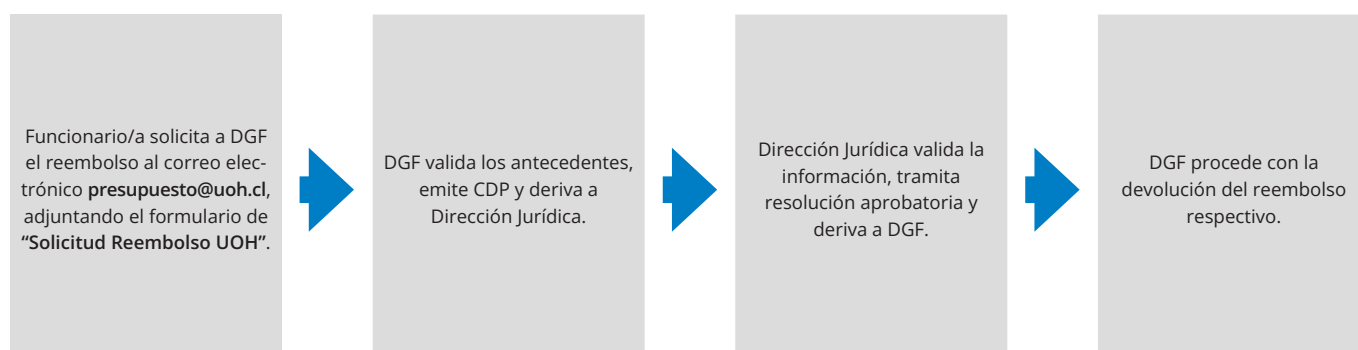 Funcionario/a solicita a DGF
el reembolso al correo elec-
trónico presupuesto@uoh.cl,
adjuntando el formulario de
“Solicitud Reembolso UOH”.
DGF valida los antecedentes,
emite CDP y deriva a
Dirección Jurídica.
Dirección Jurídica valida la
información, tramita
resolución aprobatoria y
deriva a DGF.
DGF procede con la
devolución del reembolso
respectivo.